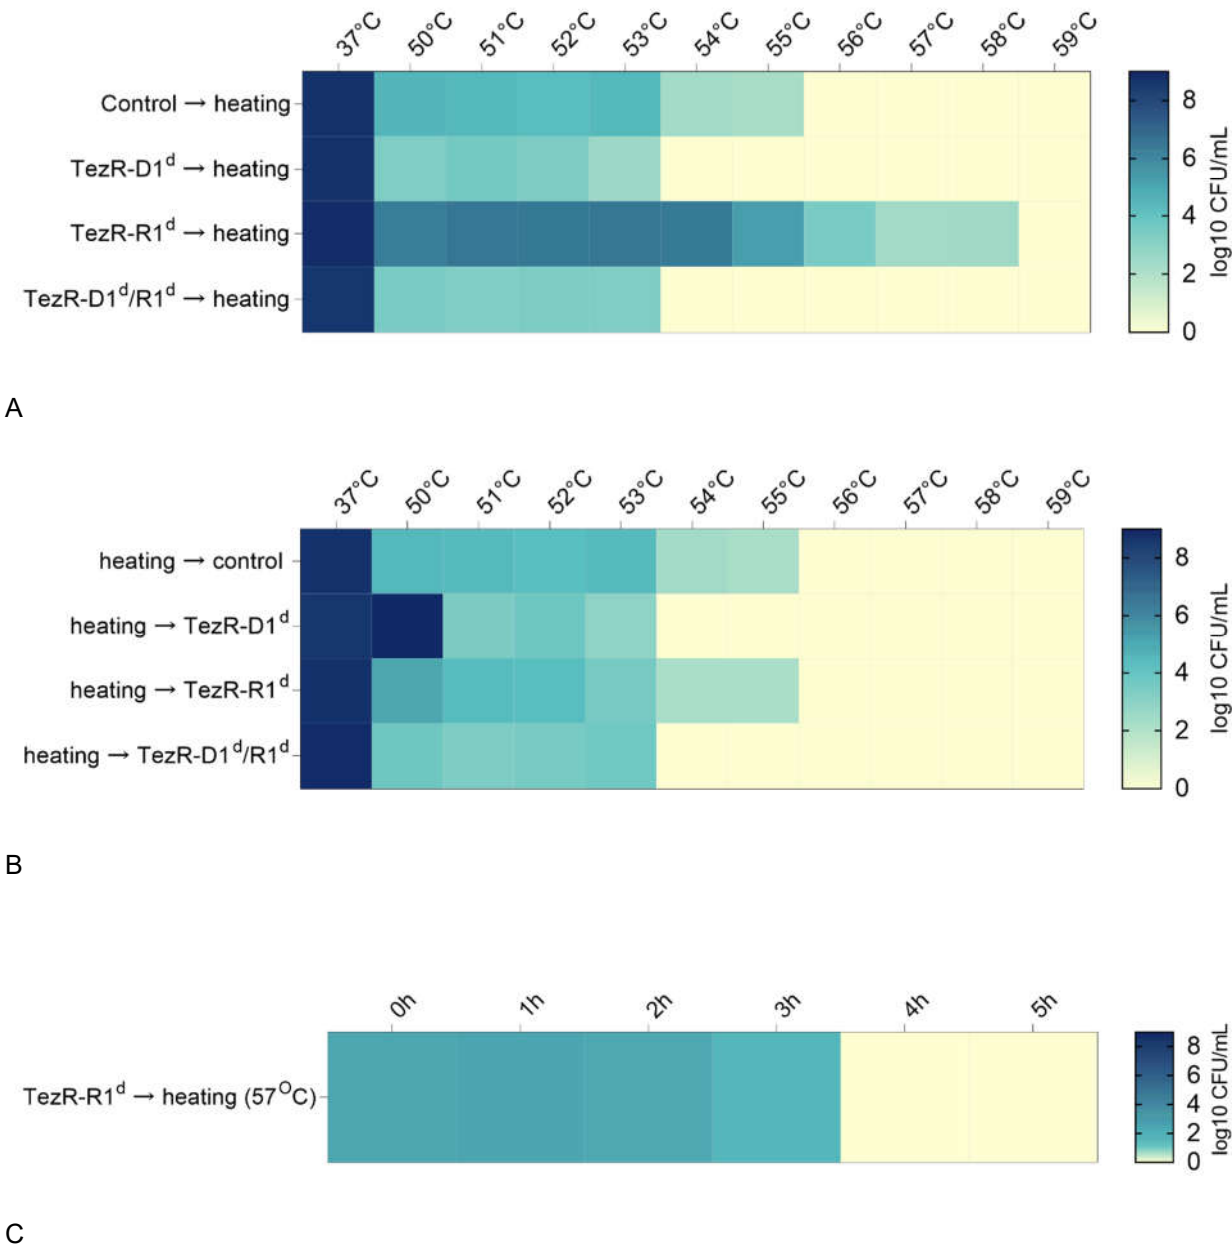 37°C 50°C 51°C 52°C 53°C 54°C 55°C 56°C 57°C 58°C 59°C
Control → heating
TezR-D1d → heating
TezR-R1d → heating
TezR-D1d/R1d → heating
8
6
4
2
0
log10 CFU/mL
A
37°C 50°C 51°C 52°C 53°C 54°C 55°C 56°C 57°C 58°C 59°C
heating → control
heating → TezR-D1d
heating → TezR-R1d
heating → TezR-D1d/R1d
8
6
4
2
0
log10 CFU/mL
B
0h 1h 2h 3h 4h 5h
TezR-R1d → heating (57OC)
8
6
4
2
0
log10 CFU/mL
C